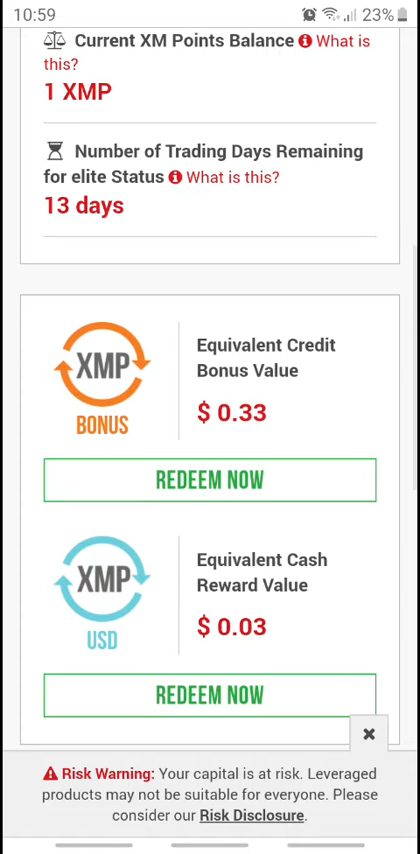 10:59
23%
Current XM Points Balance What is
this?
1 XMP
Number of Trading Days Remaining
for elite Status What is this?
13 days
XMP
BONUS
Equivalent Credit
Bonus Value
$ 0.33
REDEEM NOW
XMP
USD
Equivalent Cash
Reward Value
$ 0.03
REDEEM NOW
Risk Warning: Your capital is at risk. Leveraged
products may not be suitable for everyone. Please
consider our Risk Disclosure.